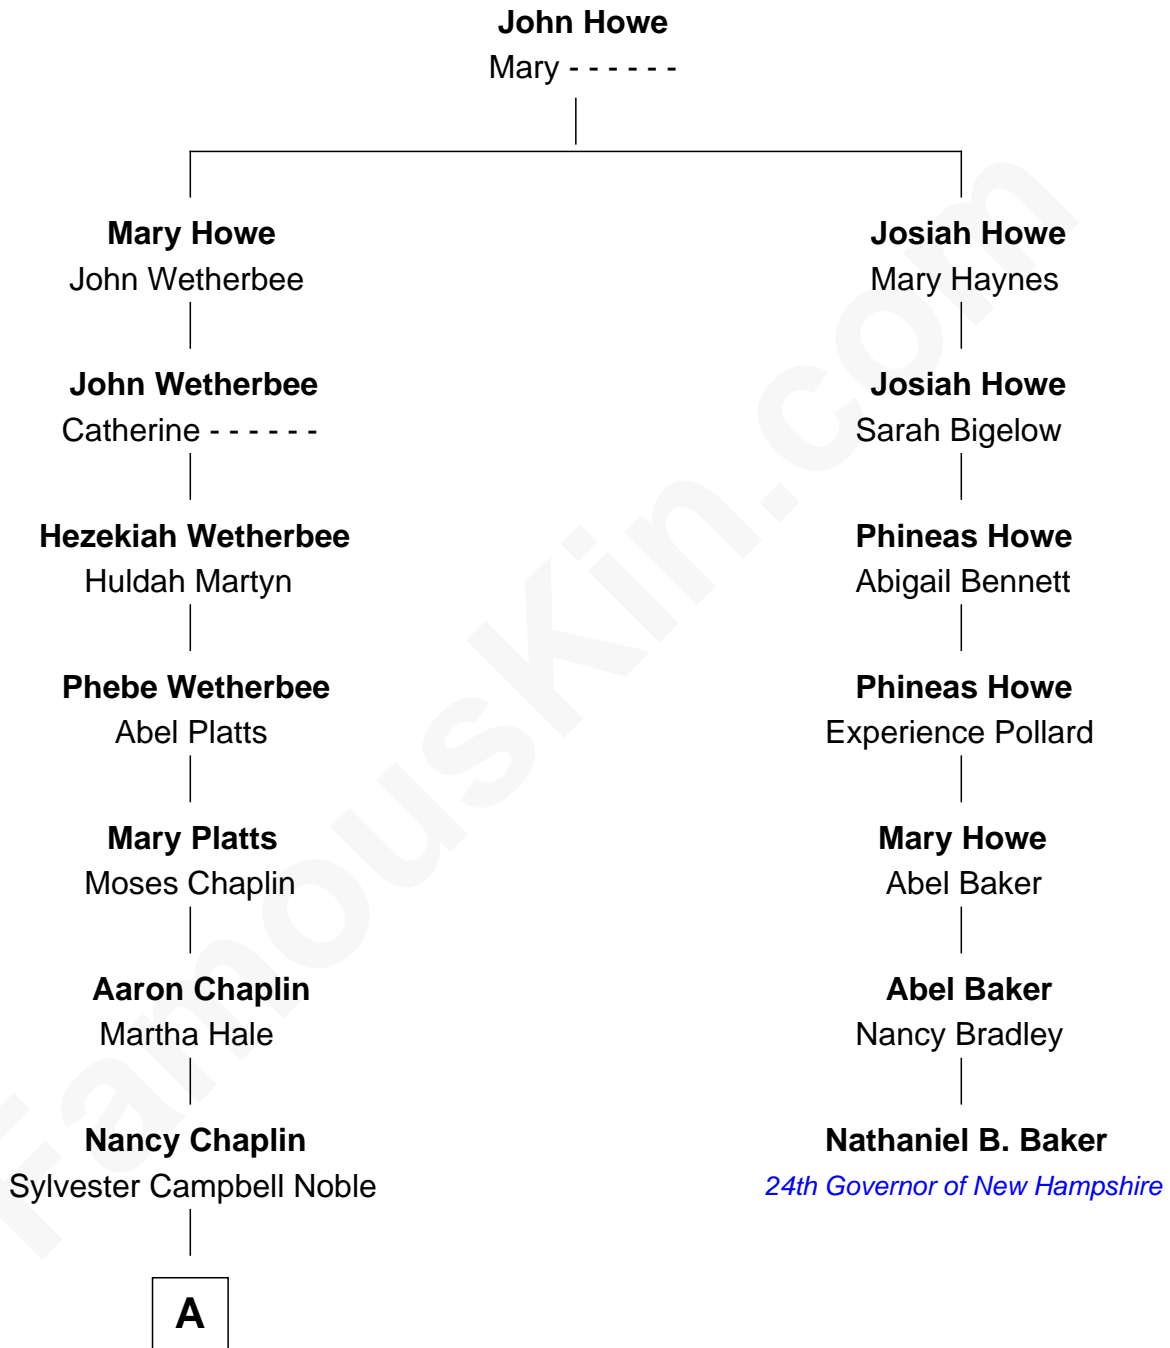 John Howe
Mary - - - - - -
Mary Howe
John Wetherbee
John Wetherbee
Catherine - - - - - -
Hezekiah Wetherbee
Huldah Martyn
Phebe Wetherbee
Abel Platts
Mary Platts
Moses Chaplin
Aaron Chaplin
Martha Hale
Nancy Chaplin
Sylvester Campbell Noble
A
Josiah Howe
Mary Haynes
Josiah Howe
Sarah Bigelow
Phineas Howe
Abigail Bennett
Phineas Howe
Experience Pollard
Mary Howe
Abel Baker
Abel Baker
Nancy Bradley
Nathaniel B. Baker
24th Governor of New Hampshire
FamousKin.com